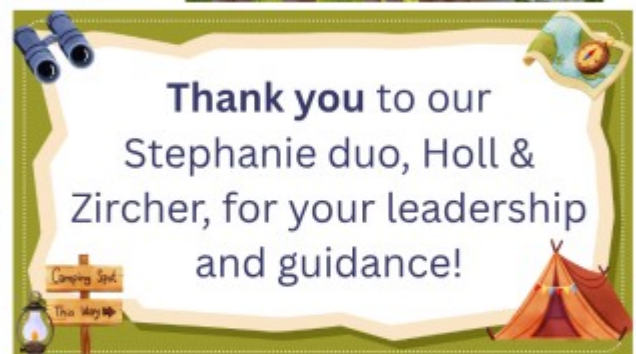 Thank you to our
Stephanie duo, Holl &
Zircher, for your leadership
and guidance!
Camping Spot
This Way